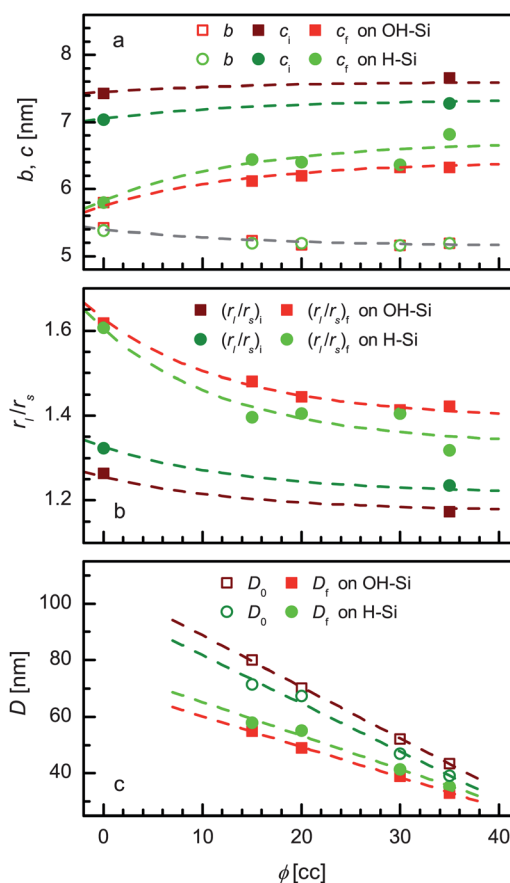 a
b c_i c_f on OH-Si
b c_i c_f on H-Si
8
7
6
5
b, c [nm]
(r_l/r_s)_i (r_l/r_s)_f on OH-Si
(r_l/r_s)_i (r_l/r_s)_f on H-Si
1.6
1.4
1.2
r_l/r_s
b
D_0 D_f on OH-Si
D_0 D_f on H-Si
100
80
60
40
D [nm]
c
0 10 20 30 40
ϕ [cc]